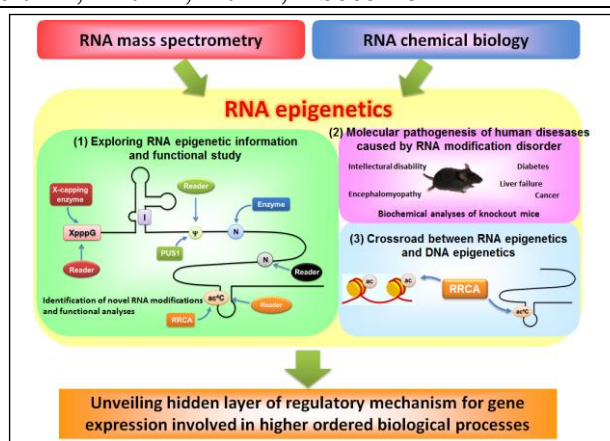 RNA mass spectrometry
RNA chemical biology
RNA epigenetics
(1) Exploring RNA epigenetic information
and functional study
X-capping
enzyme
XpppG
Reader
I
Reader
Ψ
PUS1
N
Enzyme
N
Reader
ac⁴C
RRCA
Reader
Identification of novel RNA modifications
and functional analyses
(2) Molecular pathogenesis of human disesases
caused by RNA modification disorder
Intellectual disability
Diabetes
Liver failure
Encephalomyopathy
Cancer
Biochemical analyses of knockout mice
(3) Crossroad between RNA epigenetics
and DNA epigenetics
ac
ac
RRCA
ac⁴C
Unveiling hidden layer of regulatory mechanism for gene
expression involved in higher ordered biological processes